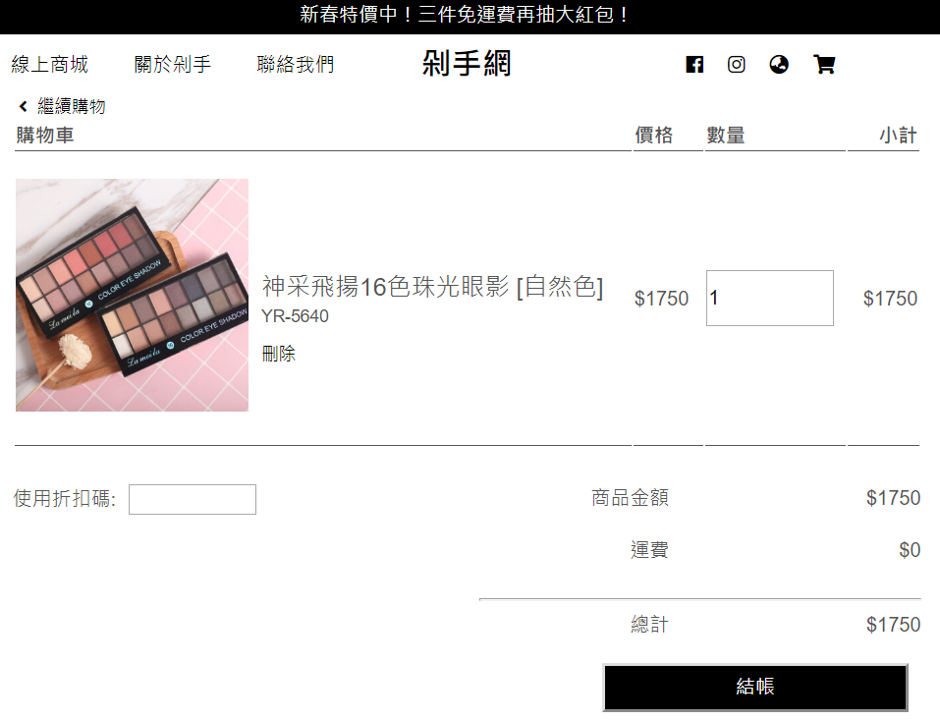 新春特價中！三件免運費再抽大紅包！
線上商城 關於剁手 聯絡我們 剁手網
繼續購物
購物車 價格 數量 小計
COLOR EYE SHADOW
La meila
COLOR EYE SHADOW
La meila
神采飛揚16色珠光眼影 [自然色] $1750 1 $1750
YR-5640
刪除
使用折扣碼:
商品金額 $1750
運費 $0
總計 $1750
結帳